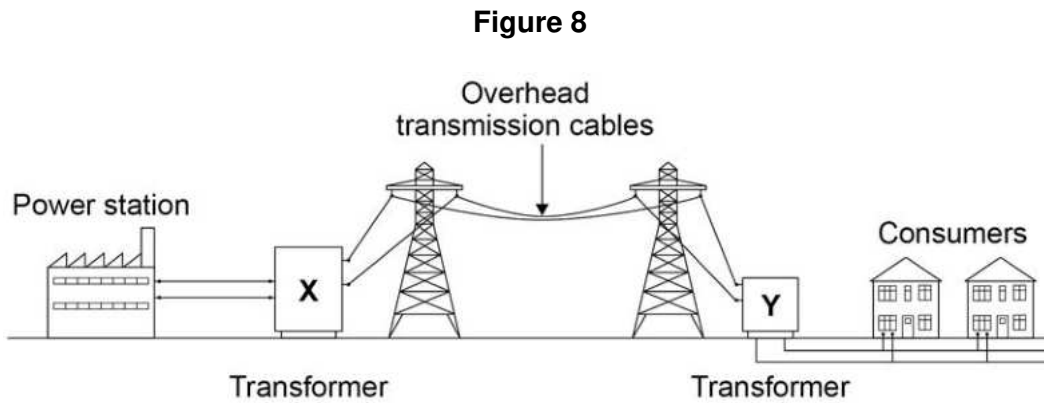 Figure 8
Overhead
transmission cables
Power station
Consumers
X
Y
Transformer
Transformer